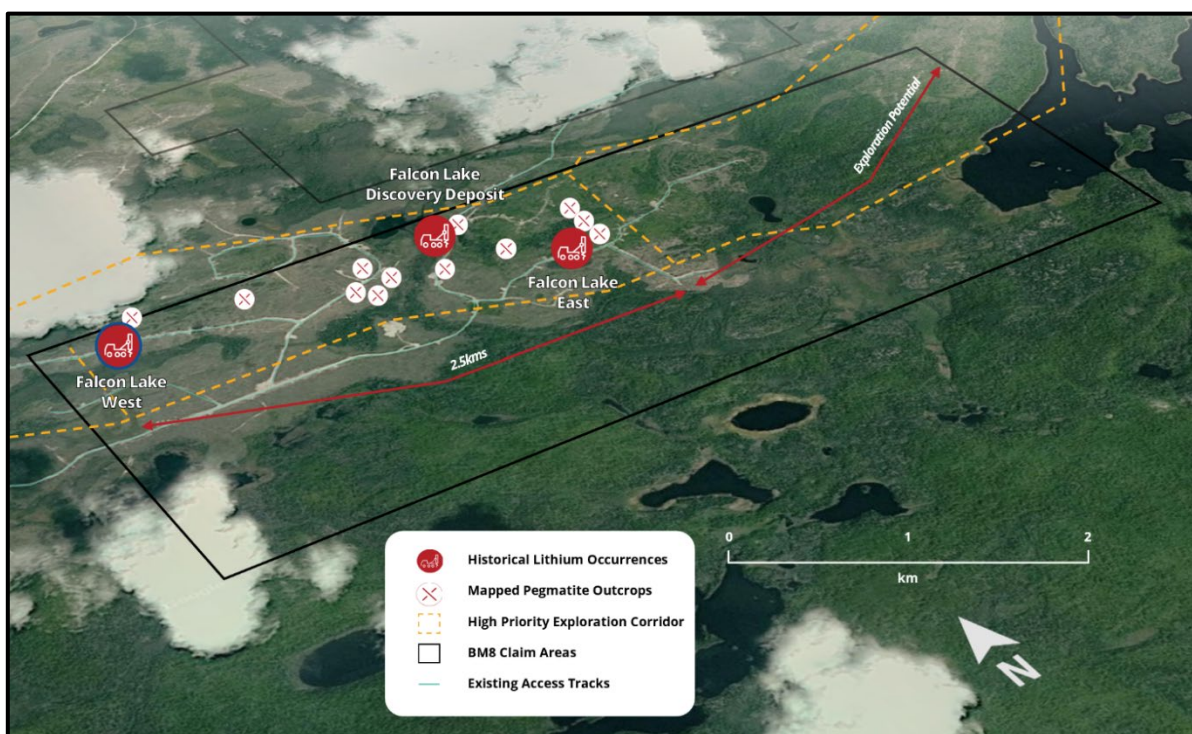 Exploration Potential
Falcon Lake
Discovery Deposit
Falcon Lake
East
2.5kms
Falcon Lake
West
Historical Lithium Occurrences
Mapped Pegmatite Outcrops
High Priority Exploration Corridor
BM8 Claim Areas
Existing Access Tracks
0 1 2
km
N